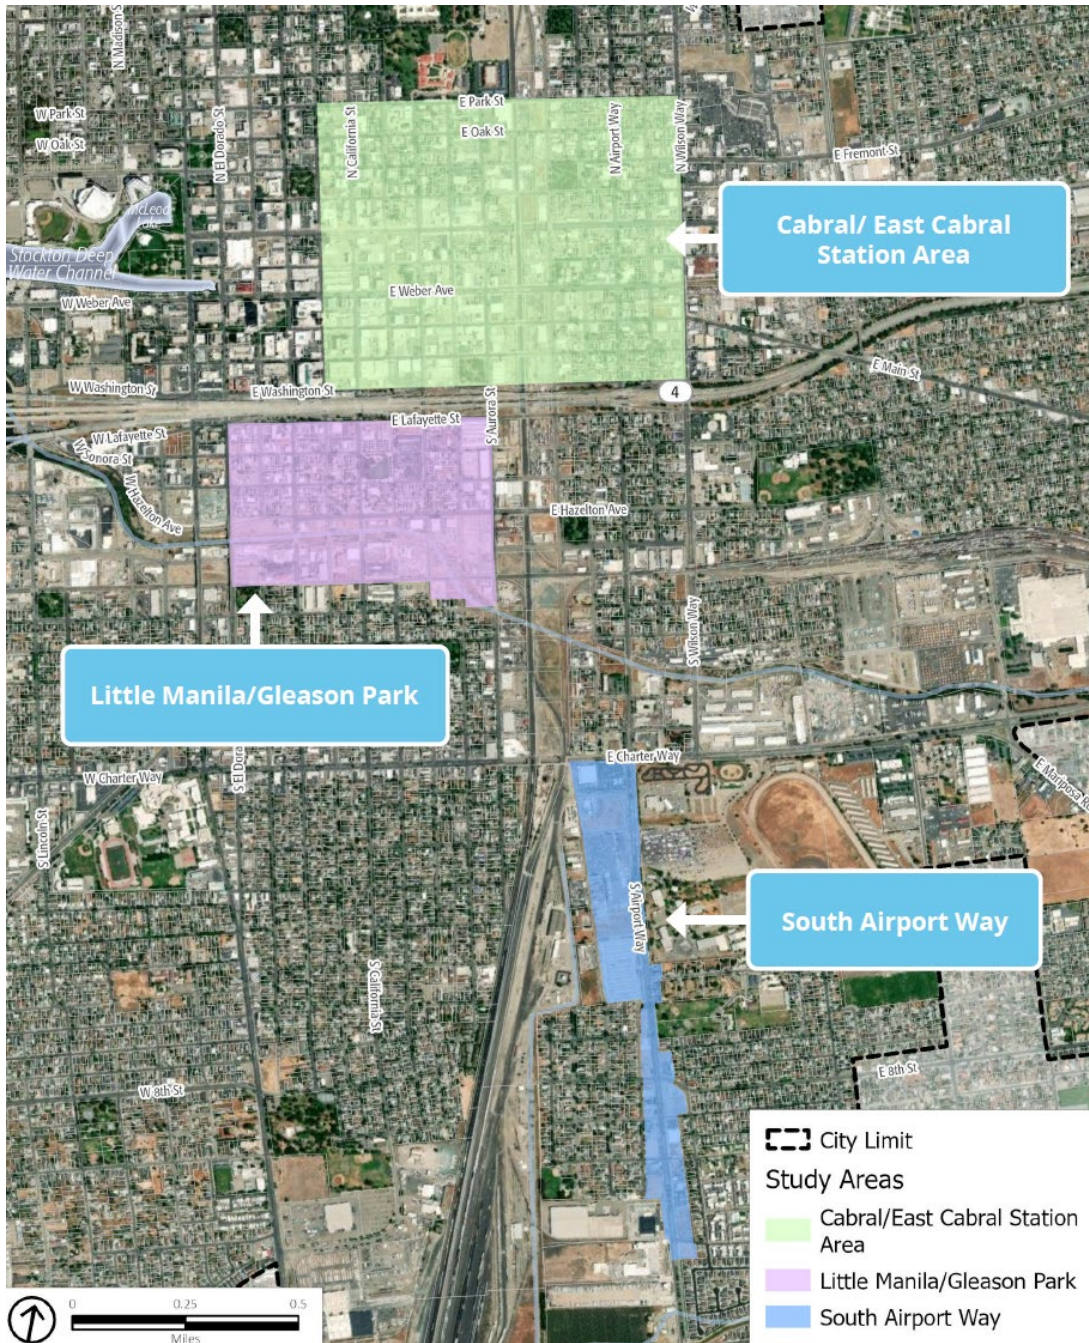 N Madison S
W Park St
W Oak St
N El Dorado St
N California St
E Park St
E Oak St
N Airport Way
N Wilson Way
E Fremont St
McLeod
Lake
Stockton Deep
Water Channel
W Weber Ave
E Weber Ave
Cabral/ East Cabral
Station Area
W Washington St
E Washington St
4
E Main St
W Lafayette St
E Lafayette St
S Aurora St
W Sonora St
W Hazelton Ave
E Hazelton Ave
S Wilson Way
Little Manila/Gleason Park
E Charter Way
W Charter Way
S El Dora
S Lincoln St
E Mariposa R
S Airport Way
South Airport Way
S California St
W 8th St
E 8th St
City Limit
Study Areas
Cabral/East Cabral Station
Area
Little Manila/Gleason Park
South Airport Way
0 0.25 0.5
Miles